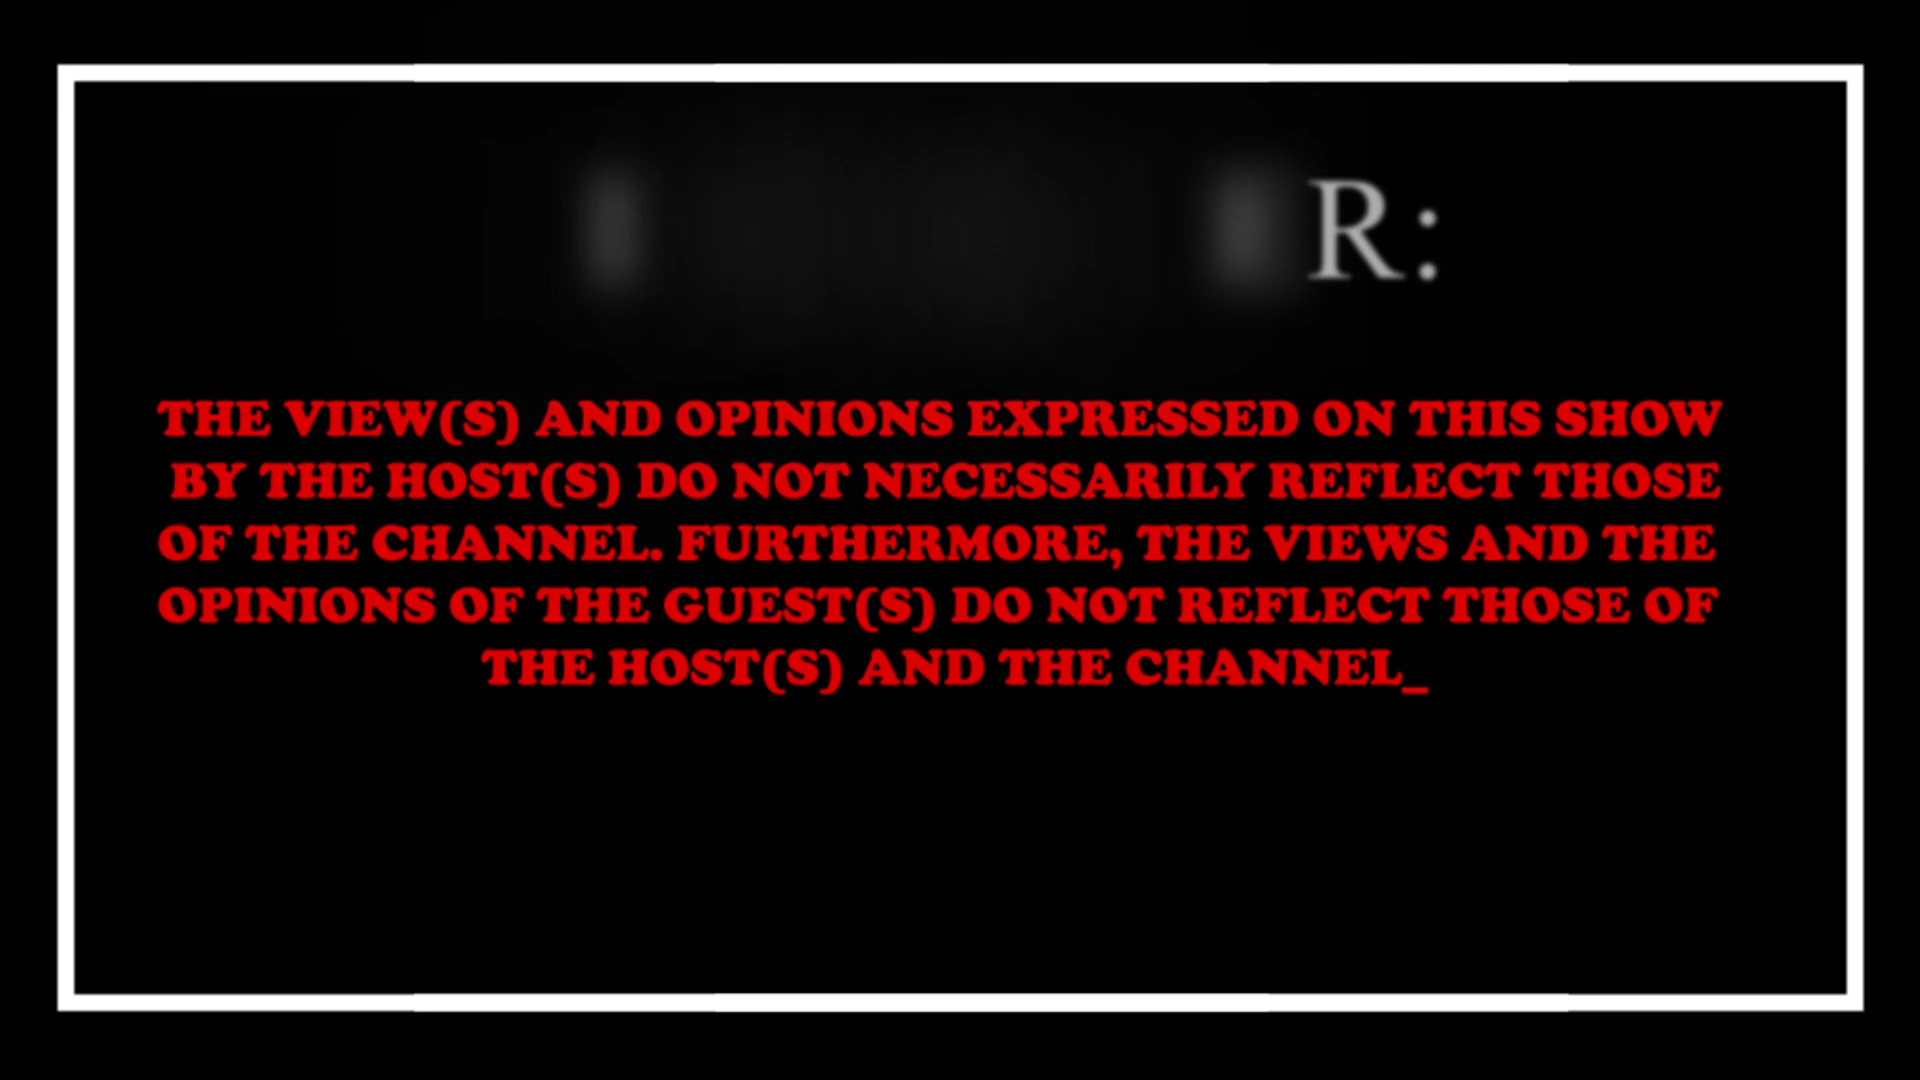 R:
THE VIEW(S) AND OPINIONS EXPRESSED ON THIS SHOW
BY THE HOST(S) DO NOT NECESSARILY REFLECT THOSE
OF THE CHANNEL. FURTHERMORE, THE VIEWS AND THE
OPINIONS OF THE GUEST(S) DO NOT REFLECT THOSE OF
THE HOST(S) AND THE CHANNEL_